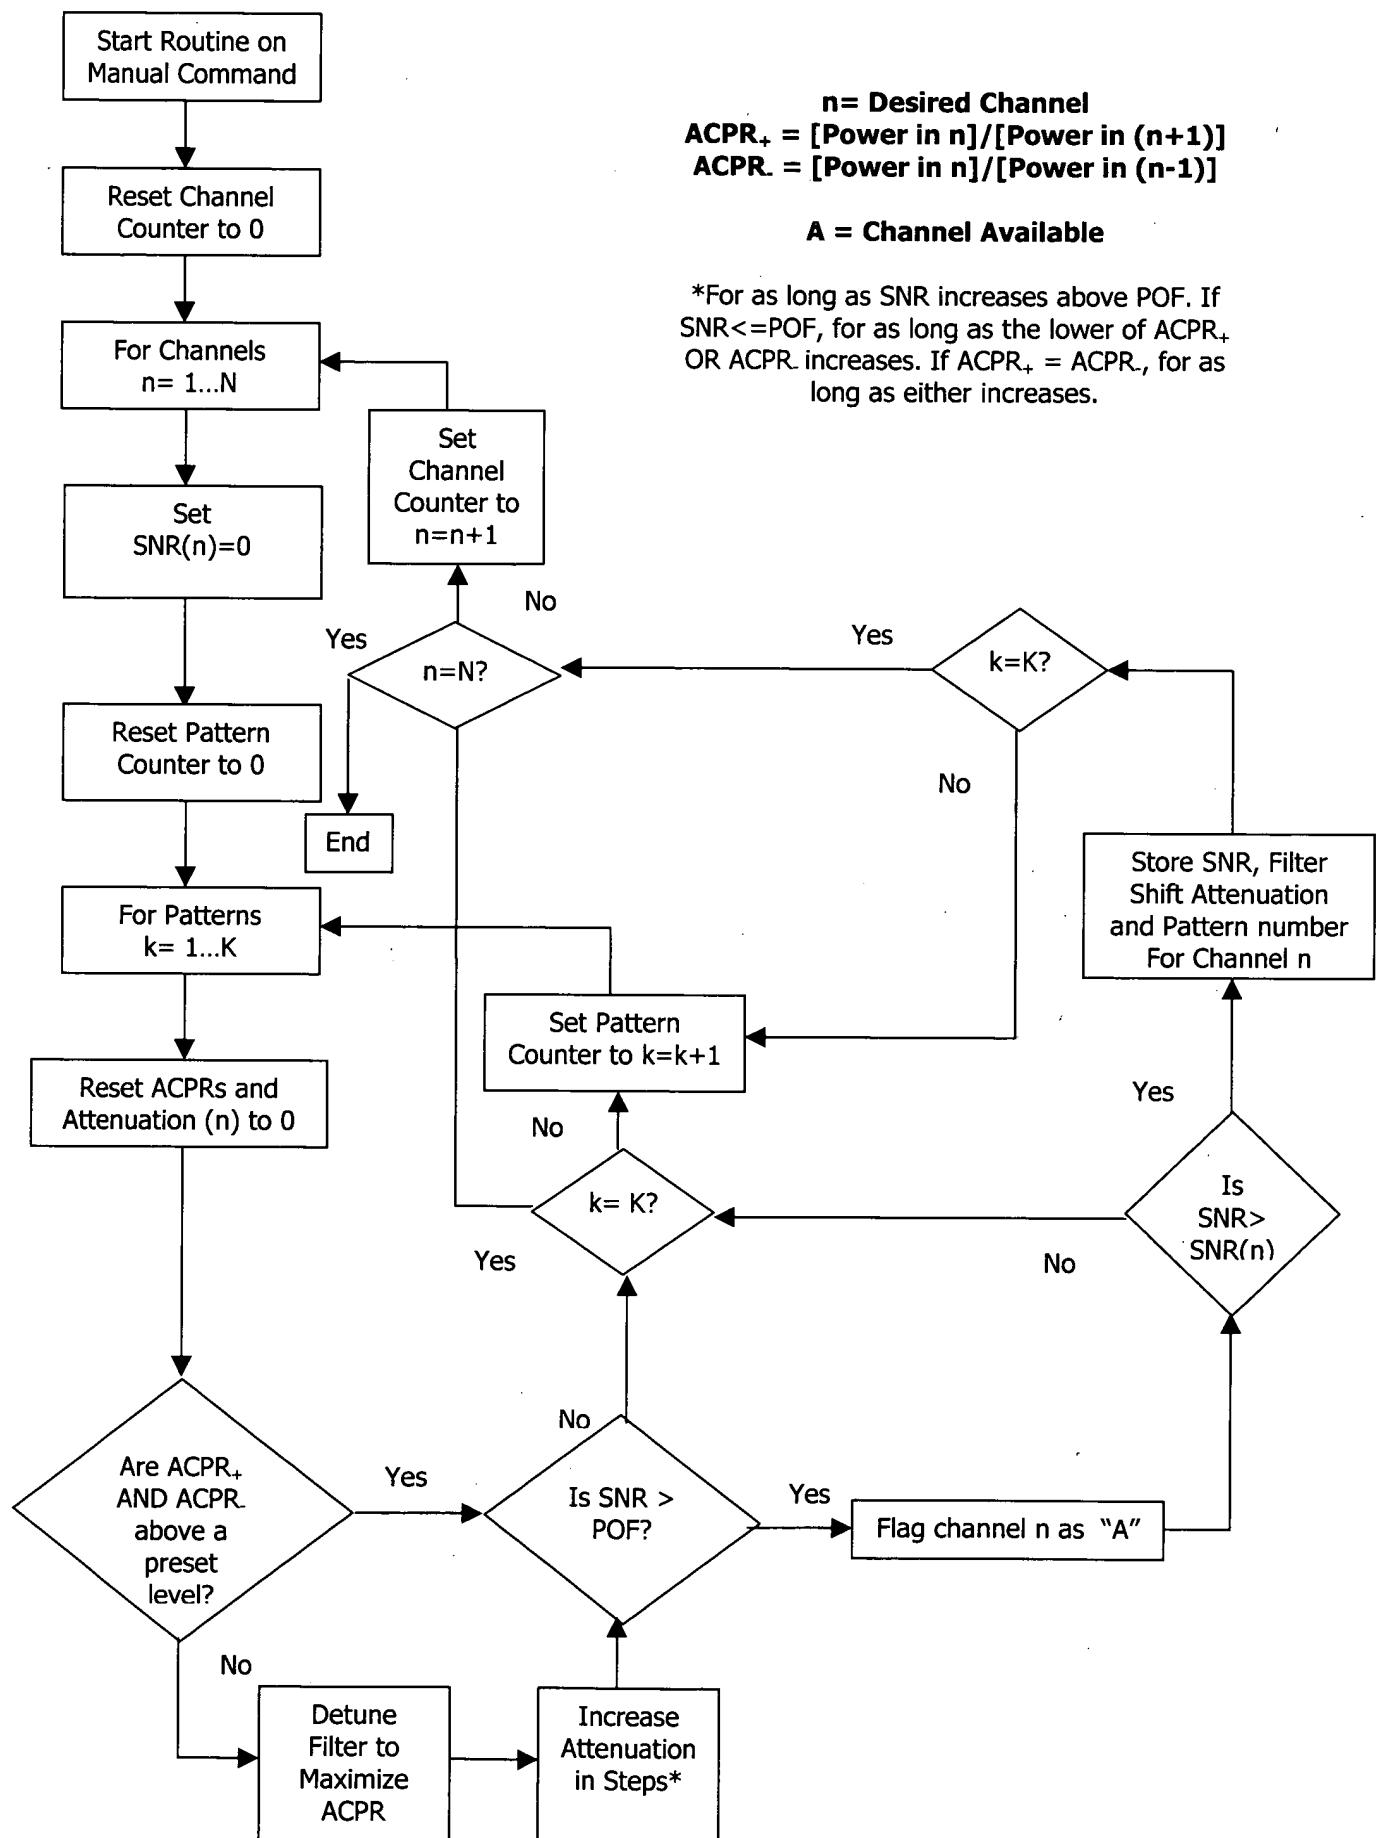 Start Routine on
Manual Command
n= Desired Channel
ACPR+ = [Power in n]/[Power in (n+1)]
ACPR- = [Power in n]/[Power in (n-1)]
A = Channel Available
*For as long as SNR increases above POF. If
SNR<=POF, for as long as the lower of ACPR+
OR ACPR- increases. If ACPR+ = ACPR-, for as
long as either increases.
Reset Channel
Counter to 0
For Channels
n= 1...N
Set
Channel
Counter to
n=n+1
Set
SNR(n)=0
No
Yes
n=N?
Yes
k=K?
No
Reset Pattern
Counter to 0
End
Store SNR, Filter
Shift Attenuation
and Pattern number
For Channel n
For Patterns
k= 1...K
Set Pattern
Counter to k=k+1
Reset ACPRs and
Attenuation (n) to 0
Yes
No
k= K?
Yes
Is
SNR>
SNR(n)
No
No
Are ACPR+
AND ACPR-
above a
preset
level?
Yes
Is SNR >
POF?
Yes
Flag channel n as "A"
No
Detune
Filter to
Maximize
ACPR
Increase
Attenuation
in Steps*